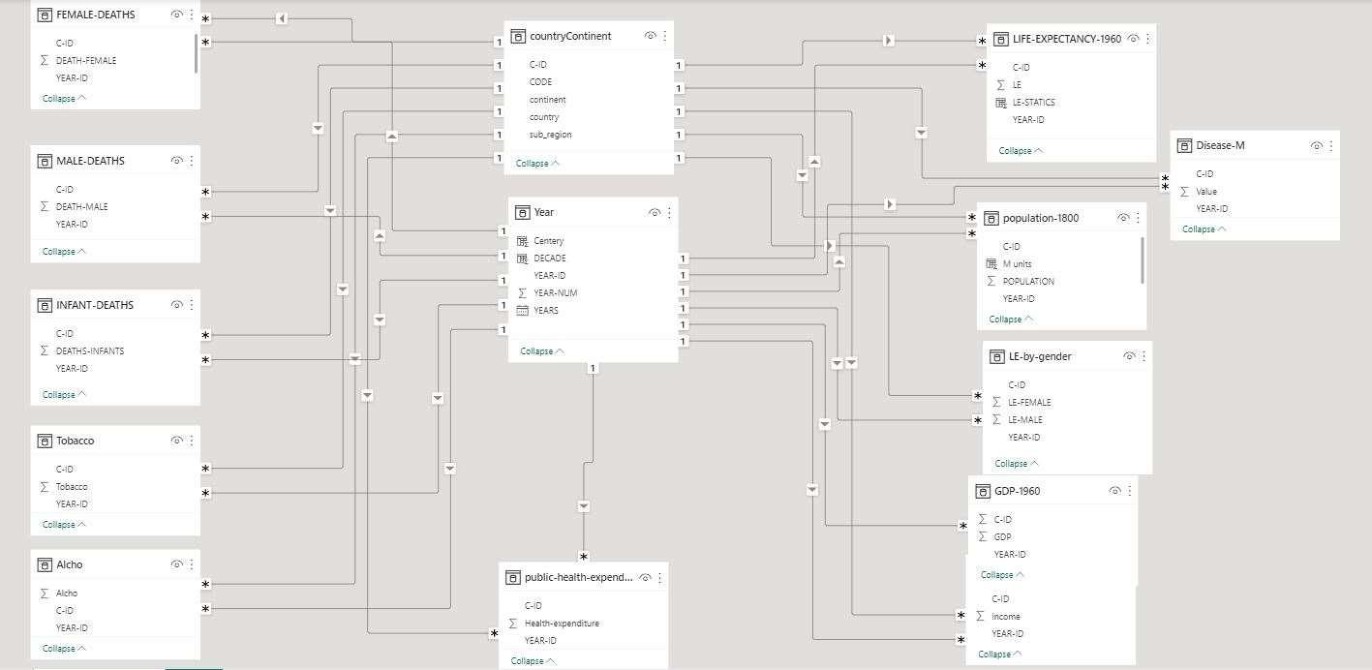 FEMALE-DEATHS
C-ID
DEATH-FEMALE
YEAR-ID
Collapse
MALE-DEATHS
C-ID
DEATH-MALE
YEAR-ID
Collapse
INFANT-DEATHS
C-ID
DEATHS-INFANTS
YEAR-ID
Collapse
Tobacco
C-ID
Tobacco
YEAR-ID
Collapse
Alcho
Alcho
C-ID
YEAR-ID
Collapse
countryContinent
C-ID
CODE
continent
country
sub_region
Collapse
Year
Centery
DECADE
YEAR-ID
YEAR-NUM
YEARS
Collapse
public-health-expend...
C-ID
Health-expenditure
YEAR-ID
Collapse
LIFE-EXPECTANCY-1960
C-ID
LE
LE-STATICS
YEAR-ID
Collapse
Disease-M
C-ID
Value
YEAR-ID
Collapse
population-1800
C-ID
M units
POPULATION
YEAR-ID
Collapse
LE-by-gender
C-ID
LE-FEMALE
LE-MALE
YEAR-ID
Collapse
GDP-1960
C-ID
GDP
YEAR-ID
Collapse
C-ID
income
YEAR-ID
Collapse